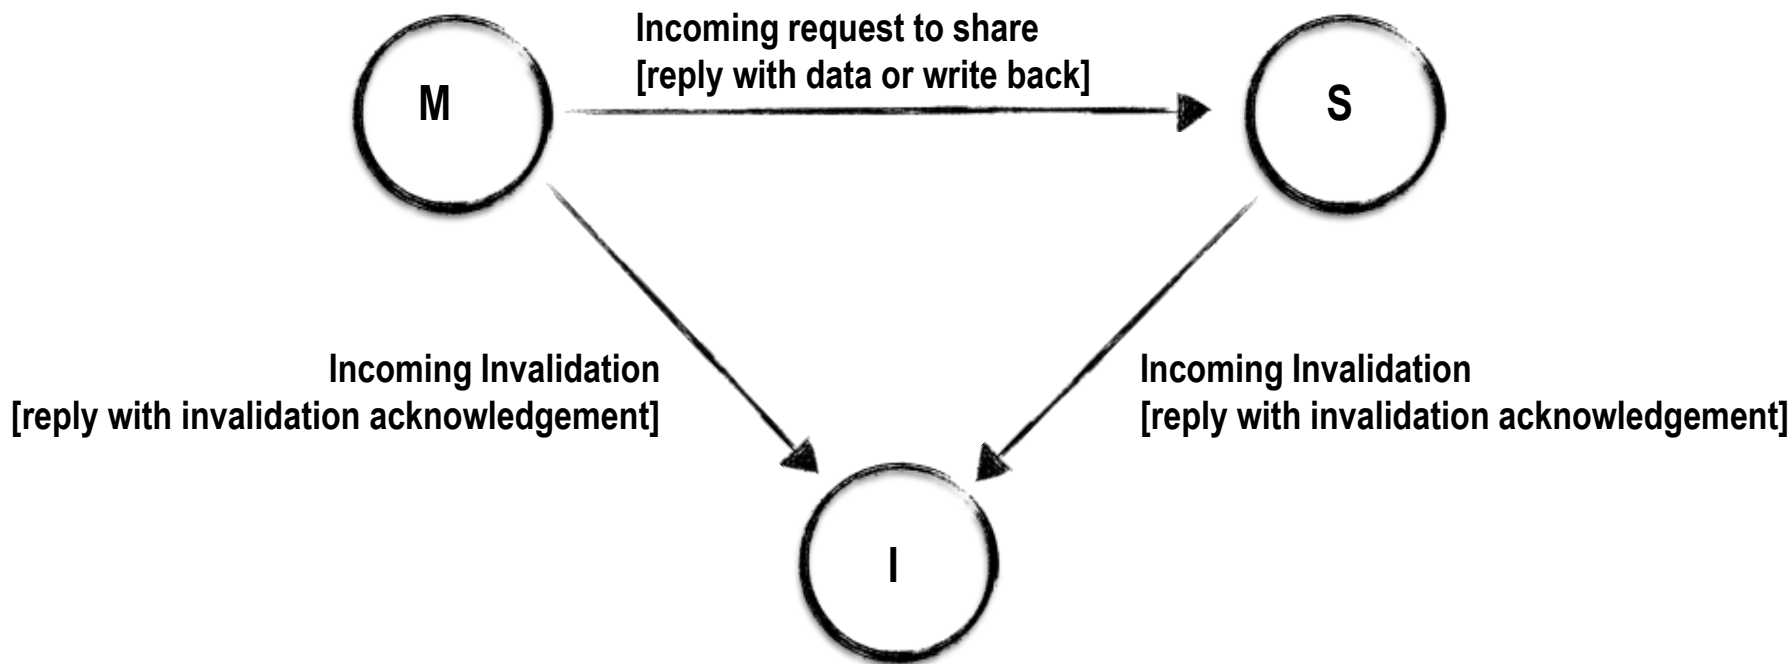 Incoming request to share
[reply with data or write back]
M
S
Incoming Invalidation
[reply with invalidation acknowledgement]
Incoming Invalidation
[reply with invalidation acknowledgement]
I